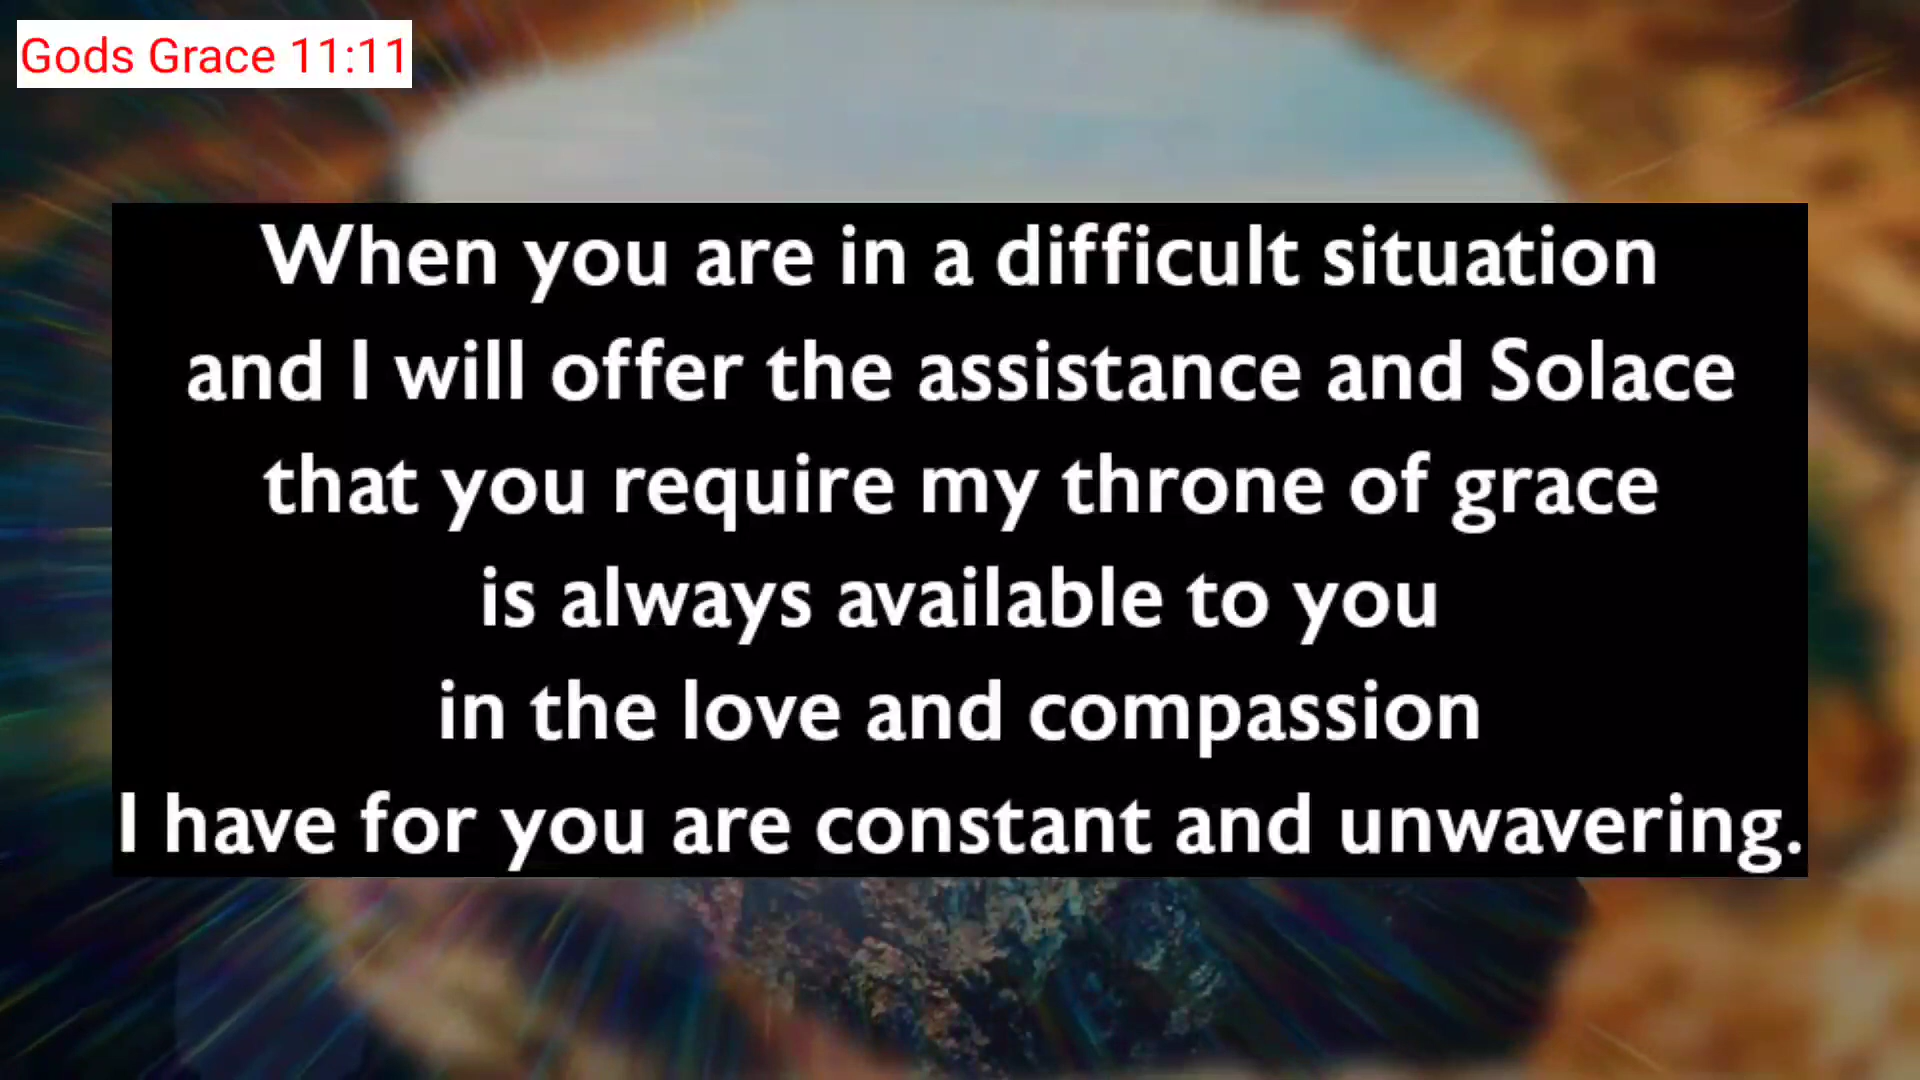 Gods Grace 11:11
When you are in a difficult situation
and I will offer the assistance and Solace
that you require my throne of grace
is always available to you
in the love and compassion
I have for you are constant and unwavering.